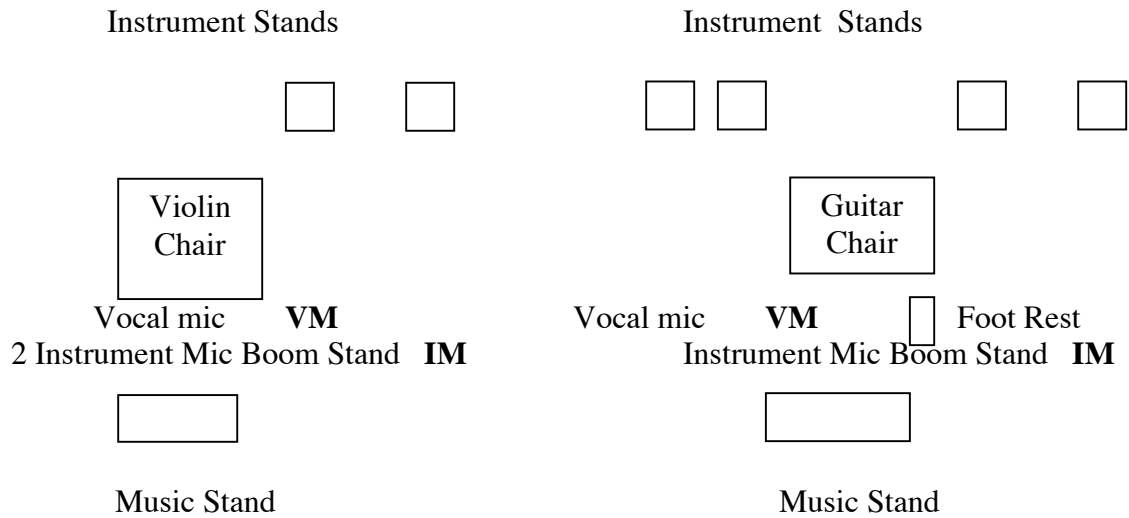 Instrument Stands
Instrument Stands
Violin
Chair
Guitar
Chair
Vocal mic VM
Vocal mic VM
Foot Rest
2 Instrument Mic Boom Stand IM
Instrument Mic Boom Stand IM
Music Stand
Music Stand